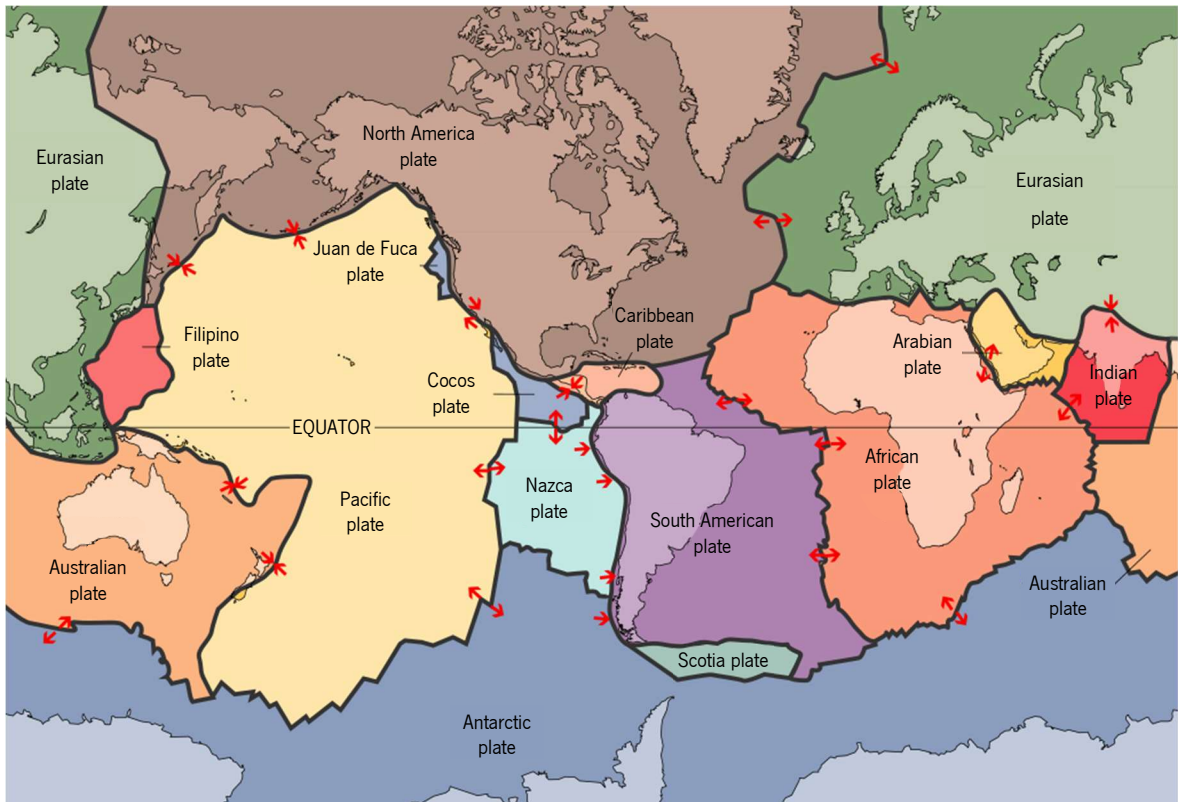 North America
plate
Eurasian
plate
Eurasian
plate
Juan de Fuca
plate
Caribbean
plate
Filipino
plate
Arabian
plate
Indian
plate
Cocos
plate
EQUATOR
African
plate
Nazca
plate
Pacific
plate
South American
plate
Australian
plate
Australian
plate
Scotia plate
Antarctic
plate